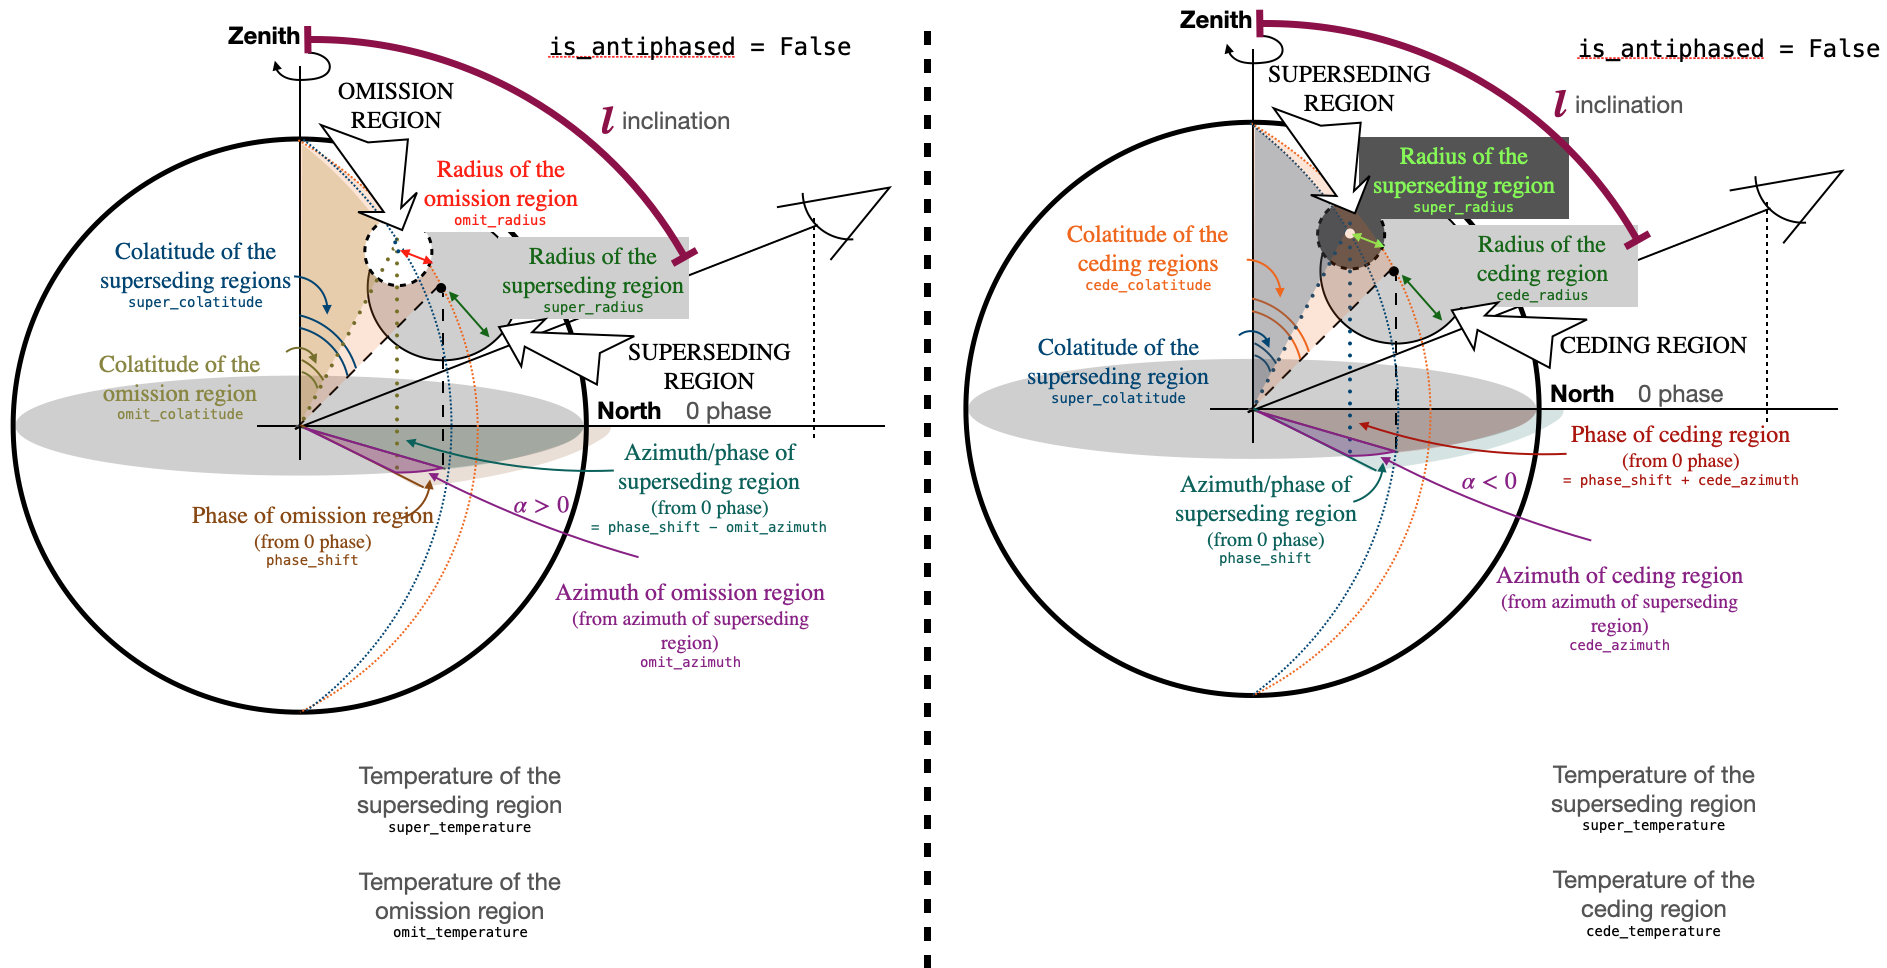 Zenith
is_antiphased = False
OMISSION
REGION
l inclination
Radius of the
omission region
omit_radius
Colatitude of the
superseding regions
super_colatitude
Radius of the
superseding region
super_radius
Colatitude of the
omission region
omit_colatitude
SUPERSEDING
REGION
North 0 phase
Azimuth/phase of
superseding region
(from 0 phase)
= phase_shift - omit_azimuth
α > 0
Phase of omission region
(from 0 phase)
phase_shift
Azimuth of omission region
(from azimuth of superseding
region)
omit_azimuth
Temperature of the
superseding region
super_temperature
Temperature of the
omission region
omit_temperature
Zenith
is_antiphased = False
SUPERSEDING
REGION
l inclination
Radius of the
superseding region
super_radius
Colatitude of the
ceding regions
cede_colatitude
Radius of the
ceding region
cede_radius
Colatitude of the
superseding region
super_colatitude
CEDING REGION
North 0 phase
Phase of ceding region
(from 0 phase)
= phase_shift + cede_azimuth
α < 0
Azimuth/phase of
superseding region
(from 0 phase)
phase_shift
Azimuth of ceding region
(from azimuth of superseding
region)
cede_azimuth
Temperature of the
superseding region
super_temperature
Temperature of the
ceding region
cede_temperature